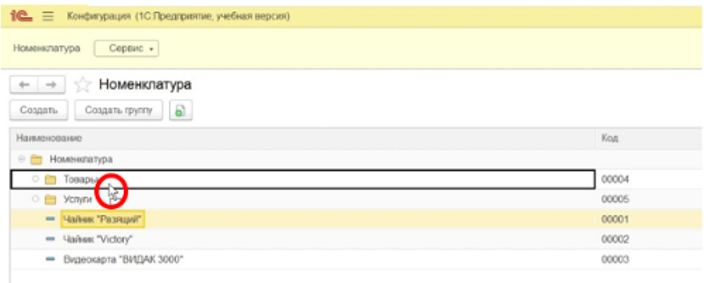 1С Конфигурация (1С:Предприятие, учебная версия)
Номенклатура Сервис
Номенклатура
Создать Создать группу
Наименование Код
Номенклатура
Товары 00004
Услуги 00005
Чайник "Разящий" 00001
Чайник "Victory" 00002
Видеокарта "ВИДАК 3000" 00003